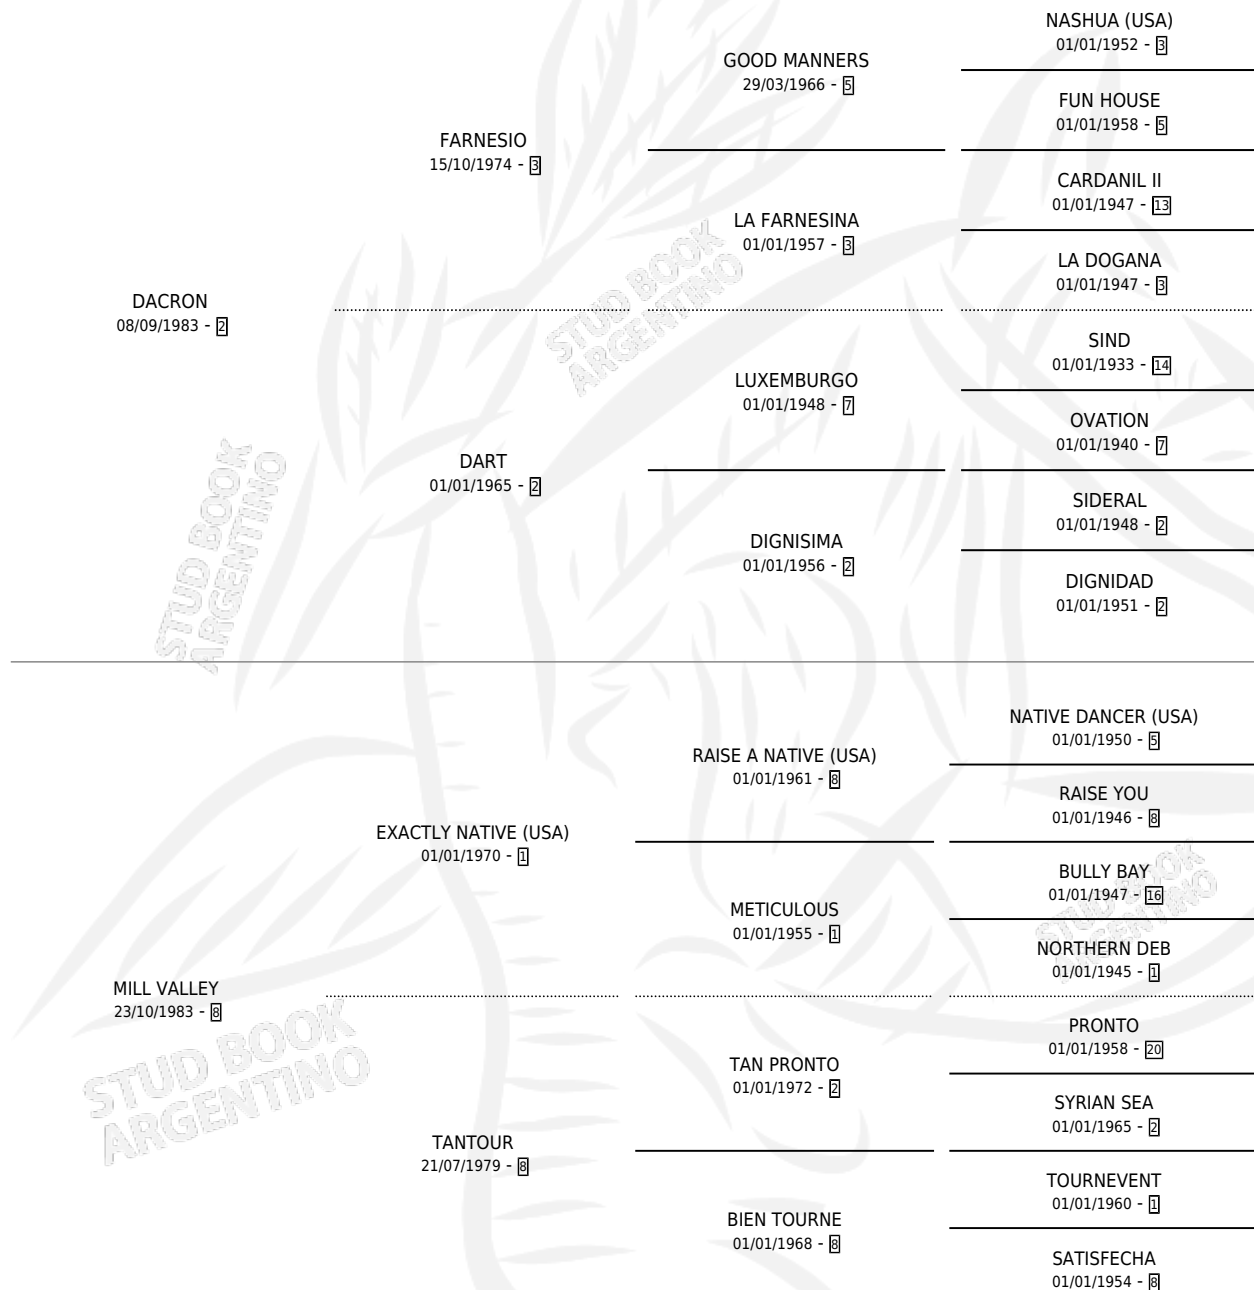 NASHUA (USA)
01/01/1952 - 3
GOOD MANNERS
29/03/1966 - 5
FUN HOUSE
01/01/1958 - 5
FARNESIO
15/10/1974 - 3
CARDANIL II
01/01/1947 - 13
LA FARNESINA
01/01/1957 - 3
LA DOGANA
01/01/1947 - 3
DACRON
08/09/1983 - 2
SIND
01/01/1933 - 14
LUXEMBURGO
01/01/1948 - 7
OVATION
01/01/1940 - 7
DART
01/01/1965 - 2
SIDERAL
01/01/1948 - 2
DIGNISIMA
01/01/1956 - 2
DIGNIDAD
01/01/1951 - 2
STUD BOOK
ARGENTINO
STUD BOOK
ARGENTINO
NATIVE DANCER (USA)
01/01/1950 - 5
RAISE A NATIVE (USA)
01/01/1961 - 8
RAISE YOU
01/01/1946 - 8
EXACTLY NATIVE (USA)
01/01/1970 - 1
BULLY BAY
01/01/1947 - 16
METICULOUS
01/01/1955 - 1
NORTHERN DEB
01/01/1945 - 1
MILL VALLEY
23/10/1983 - 8
PRONTO
01/01/1958 - 20
TAN PRONTO
01/01/1972 - 2
SYRIAN SEA
01/01/1965 - 2
TANTOUR
21/07/1979 - 8
TOURNEVENT
01/01/1960 - 1
BIEN TOURNE
01/01/1968 - 8
SATISFECHA
01/01/1954 - 8
STUD BOOK
ARGENTINO
STUD BOOK
ARGENTINO